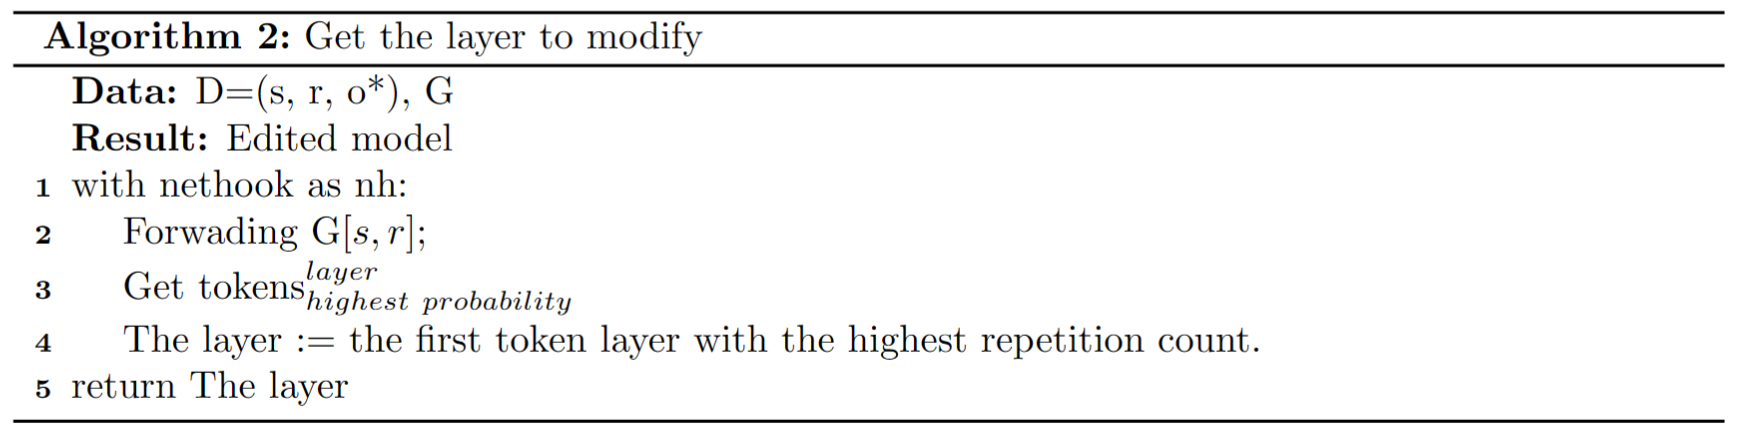 Algorithm 2: Get the layer to modify
Data: D=(s, r, o*), G
Result: Edited model
1 with nethook as nh:
2 Forwading G[s, r];
3 Get tokens^{layer}_{highest probability}
4 The layer := the first token layer with the highest repetition count.
5 return The layer